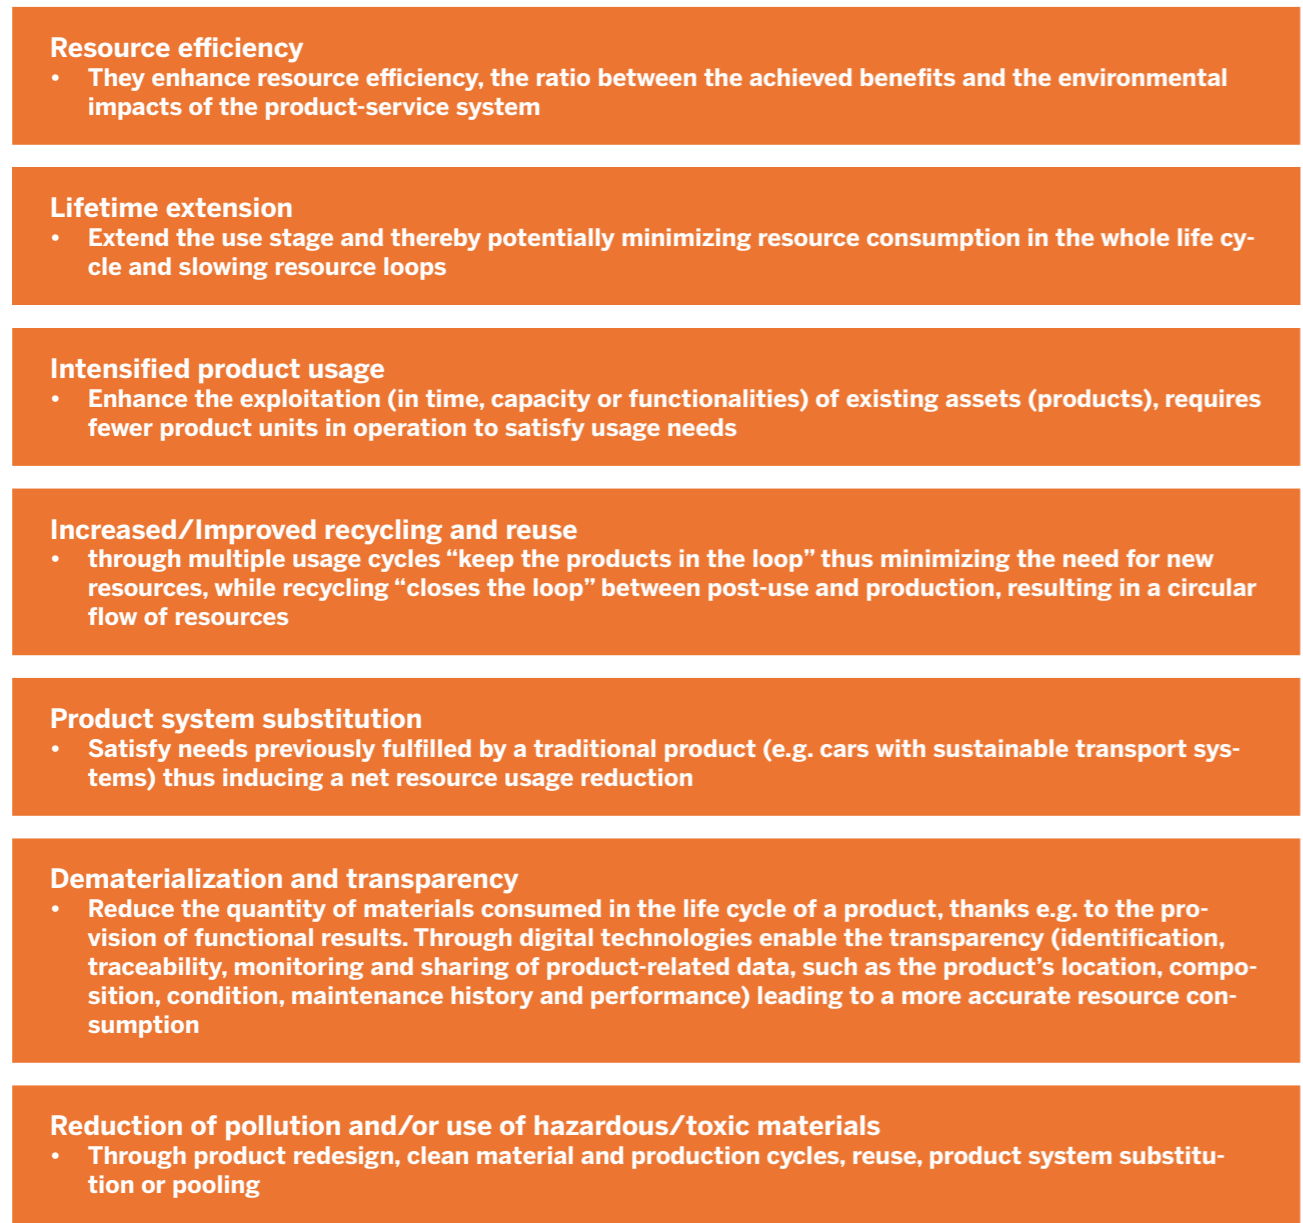 Resource efficiency
• They enhance resource efficiency, the ratio between the achieved benefits and the environmental
impacts of the product-service system
Lifetime extension
• Extend the use stage and thereby potentially minimizing resource consumption in the whole life cy-
cle and slowing resource loops
Intensified product usage
• Enhance the exploitation (in time, capacity or functionalities) of existing assets (products), requires
fewer product units in operation to satisfy usage needs
Increased/Improved recycling and reuse
• through multiple usage cycles “keep the products in the loop” thus minimizing the need for new
resources, while recycling “closes the loop” between post-use and production, resulting in a circular
flow of resources
Product system substitution
• Satisfy needs previously fulfilled by a traditional product (e.g. cars with sustainable transport sys-
tems) thus inducing a net resource usage reduction
Dematerialization and transparency
• Reduce the quantity of materials consumed in the life cycle of a product, thanks e.g. to the pro-
vision of functional results. Through digital technologies enable the transparency (identification,
traceability, monitoring and sharing of product-related data, such as the product’s location, compo-
sition, condition, maintenance history and performance) leading to a more accurate resource con-
sumption
Reduction of pollution and/or use of hazardous/toxic materials
• Through product redesign, clean material and production cycles, reuse, product system substitu-
tion or pooling